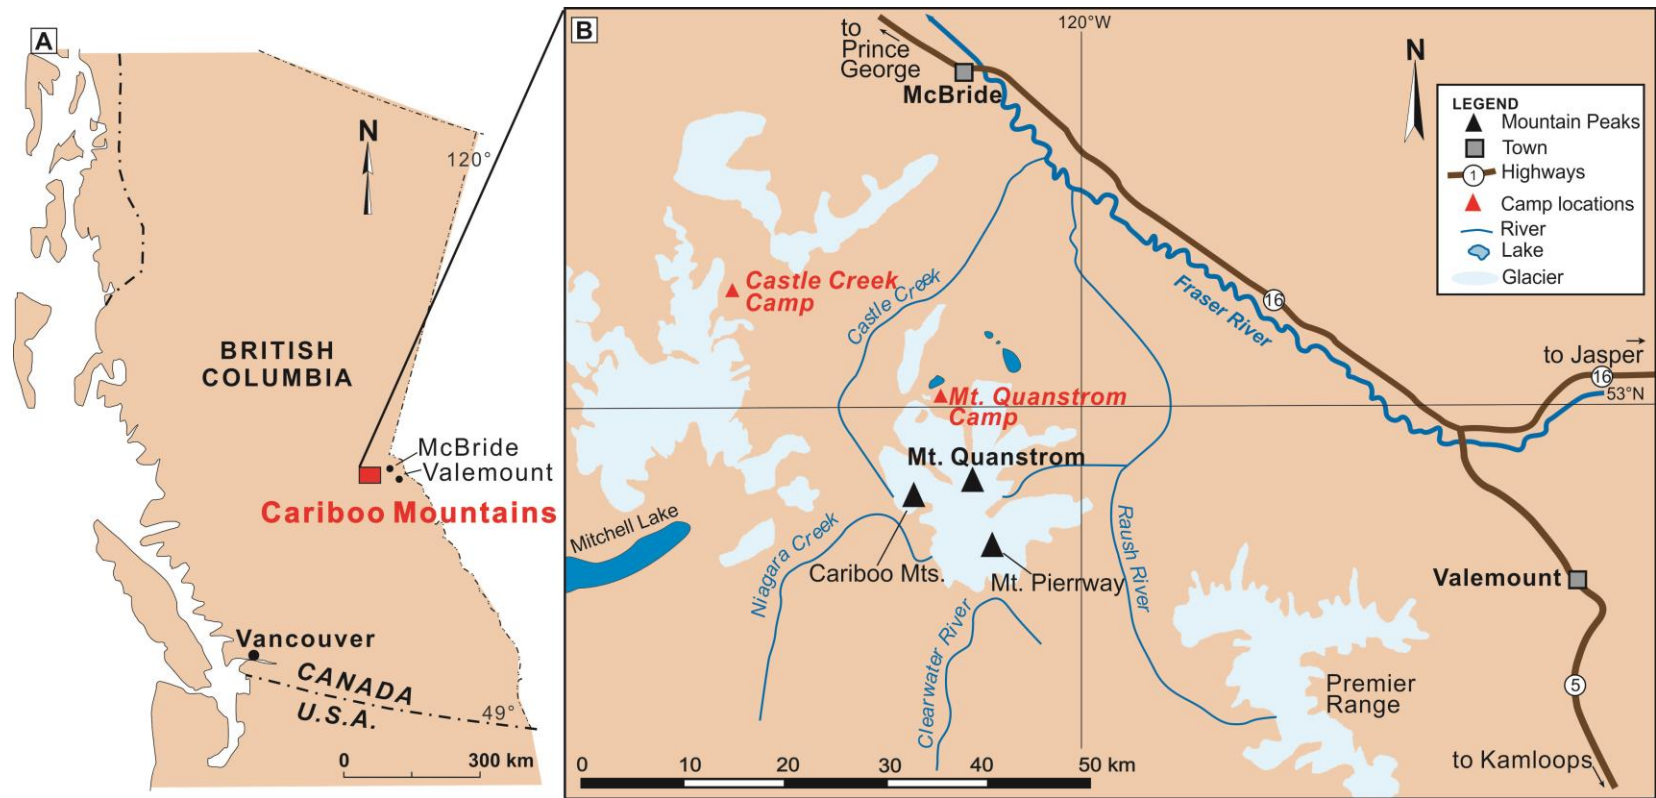 A
N
120°
BRITISH
COLUMBIA
McBride
Valemount
Cariboo Mountains
Vancouver
CANADA
U.S.A.
49°
0 300 km
B
120°W
to
Prince
George
McBride
N
LEGEND
Mountain Peaks
Town
1 Highways
Camp locations
River
Lake
Glacier
Castle Creek
Camp
Castle Creek
Fraser River
16
to Jasper
16
53°N
Mt. Quanstrom
Camp
Mt. Quanstrom
Mitchell Lake
Niagara Creek
Cariboo Mts.
Mt. Pierrway
Raush River
Valemount
Clearwater River
Premier
Range
5
to Kamloops
0 10 20 30 40 50 km